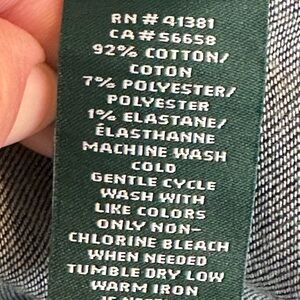 RN # 41381
CA # 56658
92% COTTON/
COTON
7% POLYESTER/
POLYESTER
1% ELASTANE/
ÉLASTHANNE
MACHINE WASH
COLD
GENTLE CYCLE
WASH WITH
LIKE COLORS
ONLY NON-
CHLORINE BLEACH
WHEN NEEDED
TUMBLE DRY LOW
WARM IRON